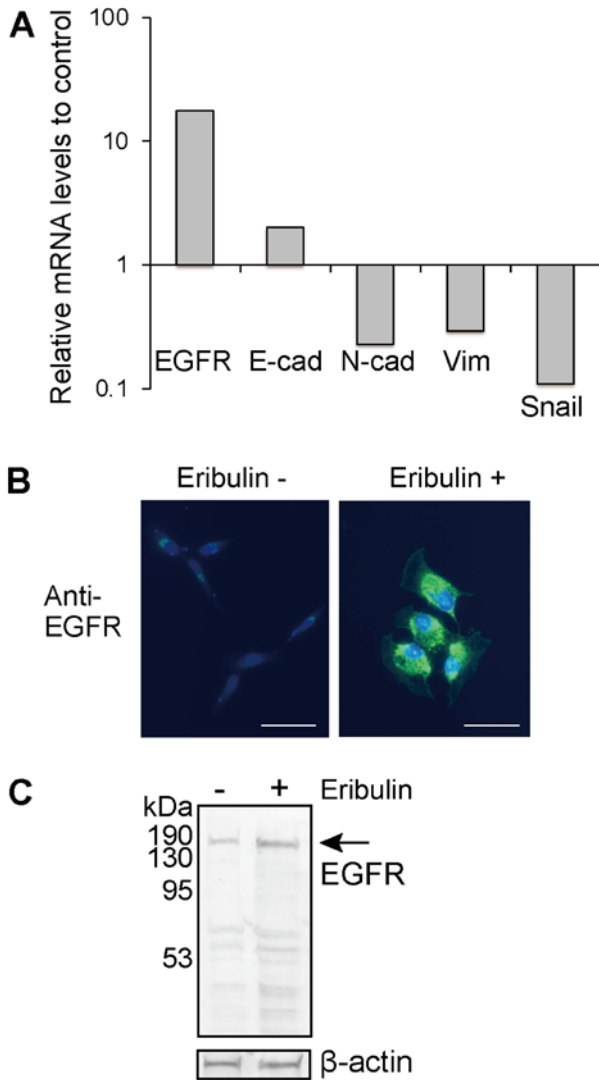 A
Relative mRNA levels to control
100
10
1
0.1
EGFR E-cad N-cad Vim
Snail
B
Eribulin - Eribulin +
Anti-
EGFR
C
- + Eribulin
kDa
190
130
95
53
EGFR
β-actin